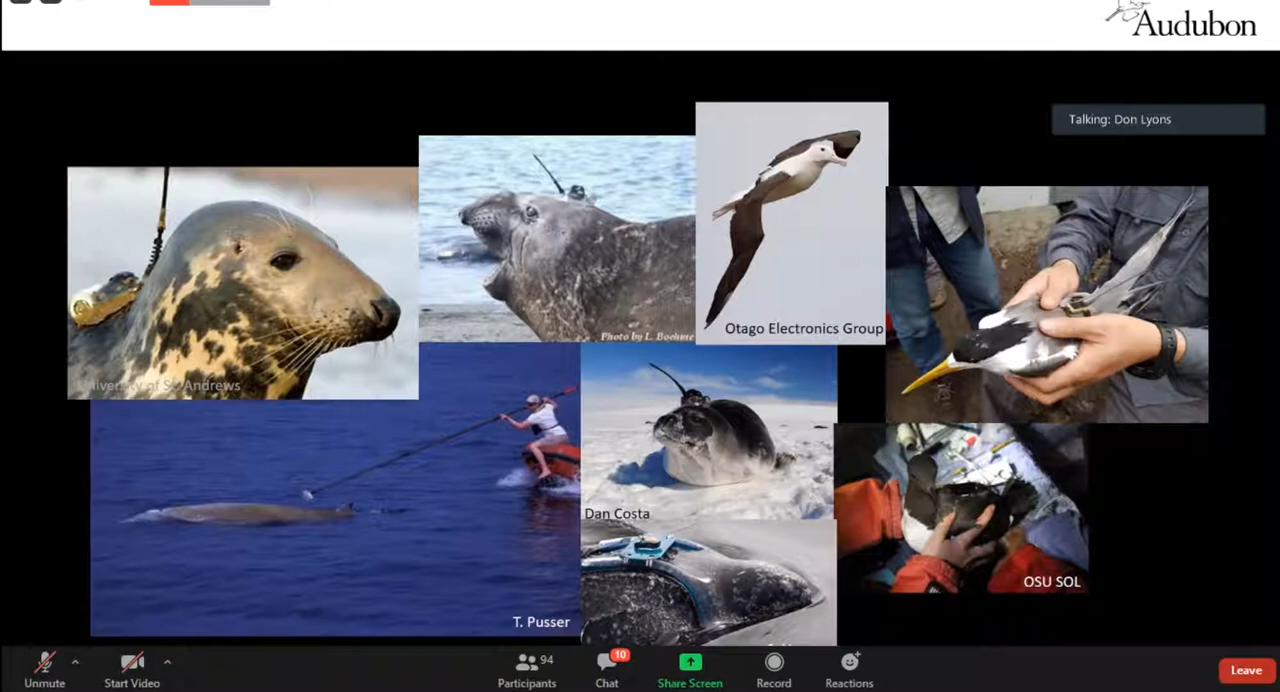 Audubon
Talking: Don Lyons
Otago Electronics Group
Photo by L. Boehme
University of St. Andrews
Dan Costa
OSU SOL
T. Pusser
94
10
Unmute
Start Video
Participants
Chat
Share Screen
Record
Reactions
Leave